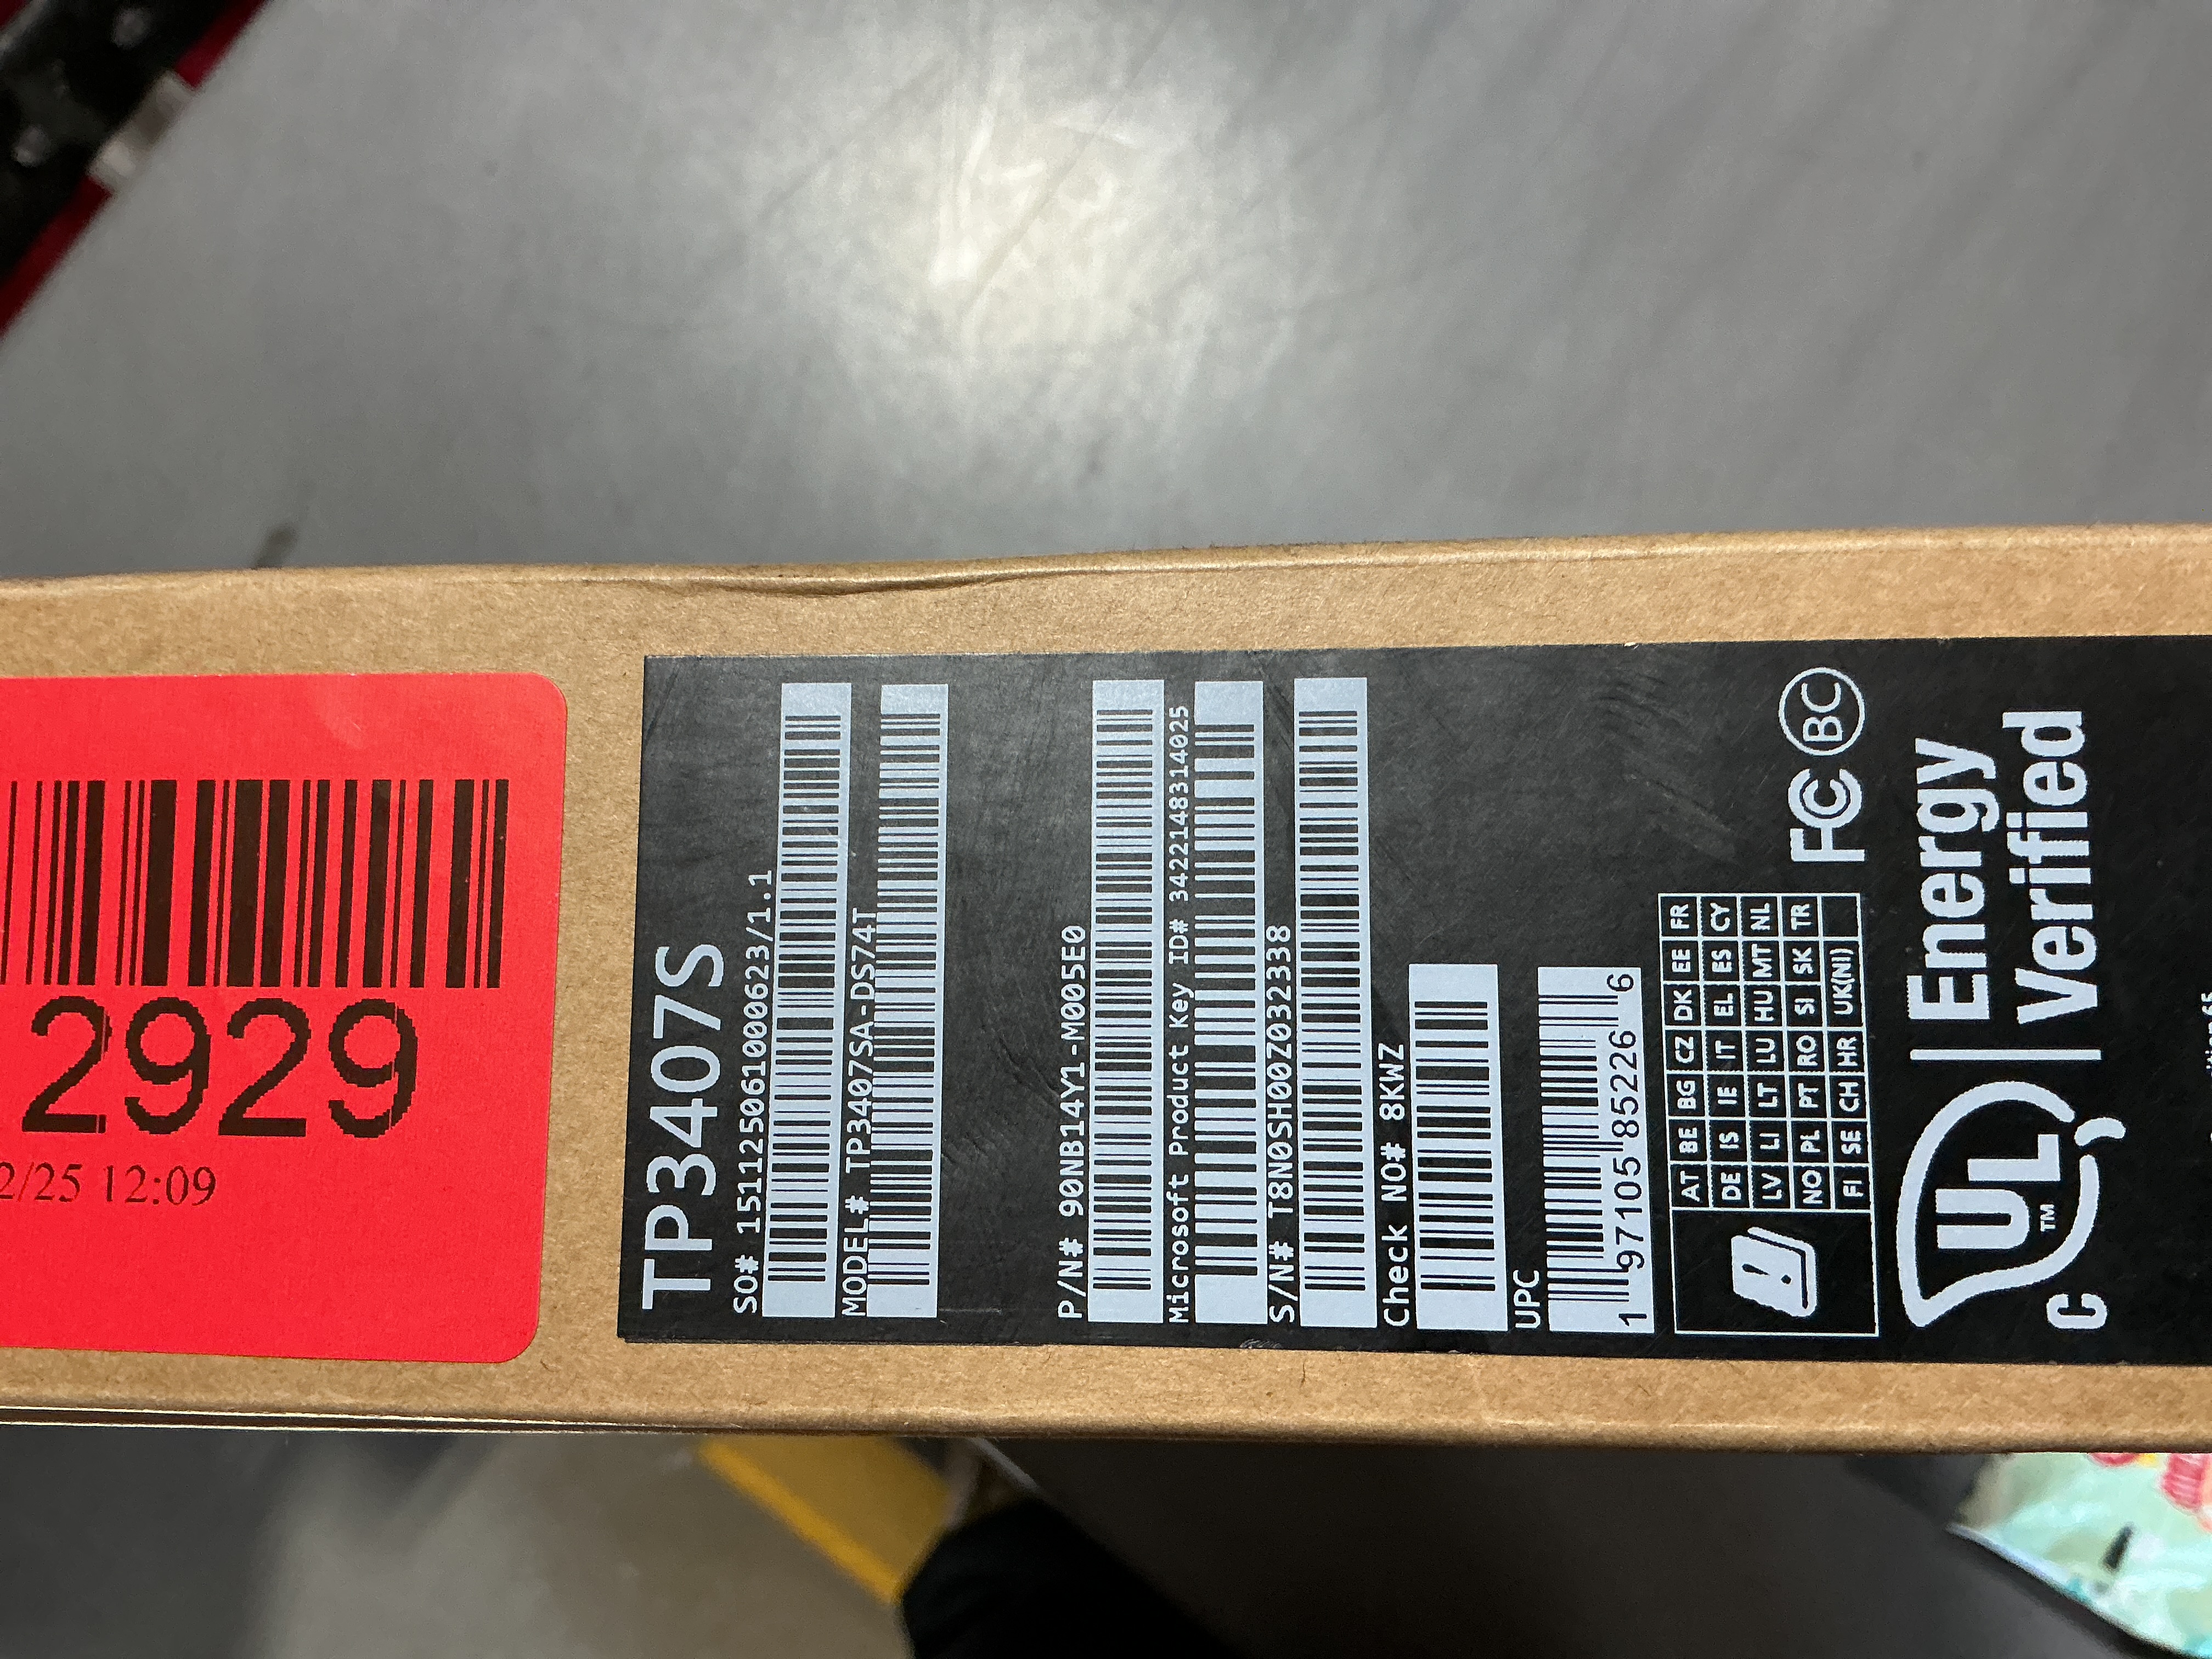 2929
2/25 12:09
TP3407S
SO# 1511250610000623/1.1
MODEL# TP3407SA-DS74T
P/N# 90NB14Y1-M005E0
Microsoft Product Key ID# 3422148314025
S/N# T8N0SH00Z032338
Check NO# 8KWZ
UPC
1 97105 85226 6
AT BE BG CZ DK EE FR
DE IS IE IT EL ES CY
LV LI LT LU HU MT NL
NO PL PT RO SI SK TR
FI SE CH HR UK(NI)
FC BC
C UL TM Energy
Verified